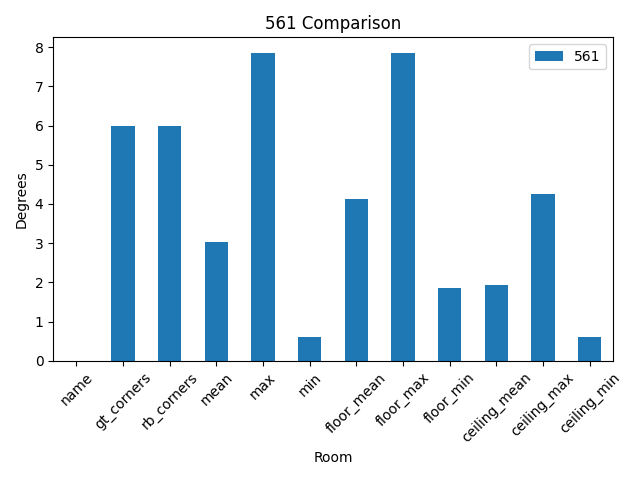 561 Comparison
561
Degrees
8
7
6
5
4
3
2
1
0
name
gt_corners
rb_corners
mean
max
min
floor_mean
floor_max
floor_min
ceiling_mean
ceiling_max
ceiling_min
Room